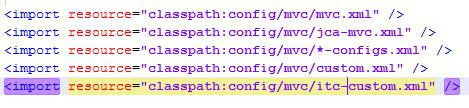 <import resource="classpath:config/mvc/mvc.xml" />
<import resource="classpath:config/mvc/jca-mvc.xml" />
<import resource="classpath:config/mvc/*-configs.xml" />
<import resource="classpath:config/mvc/custom.xml" />
<import resource="classpath:config/mvc/itc-custom.xml" />